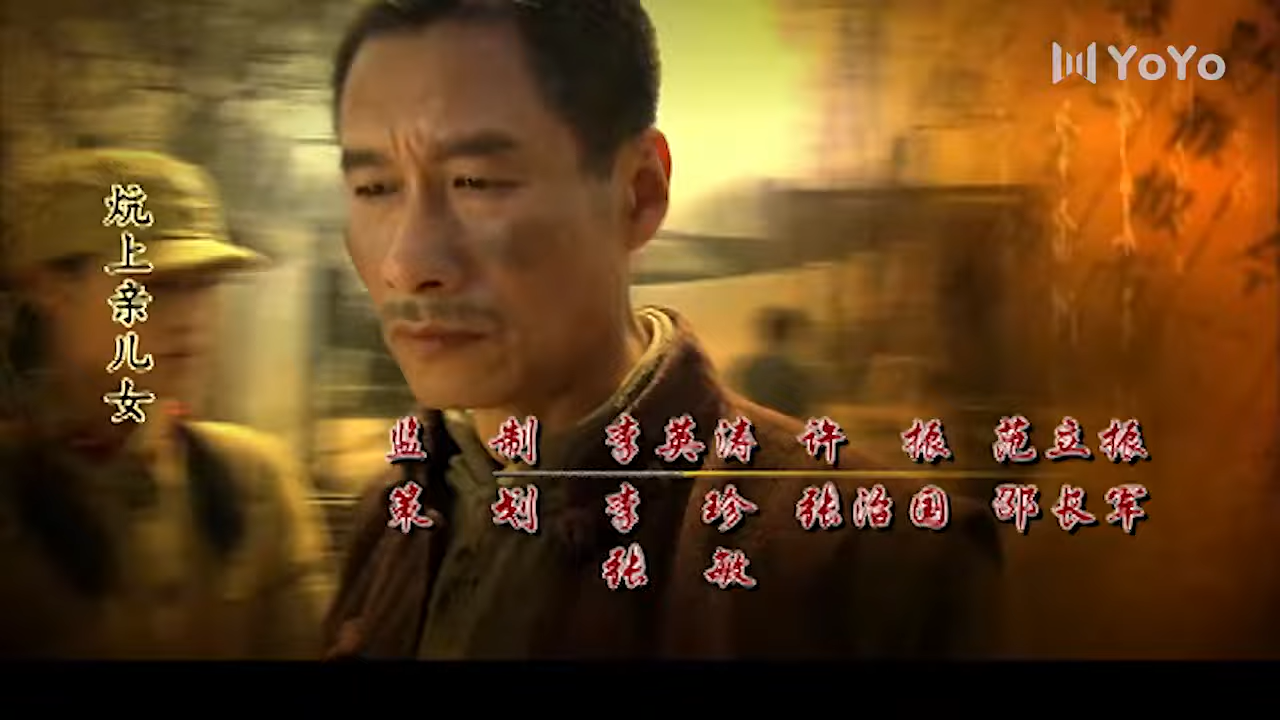 YoYo
炕上亲儿女
监 制 李英涛 许 振 范立振
策 划 李 珍 张治国 邵长军
张 敏